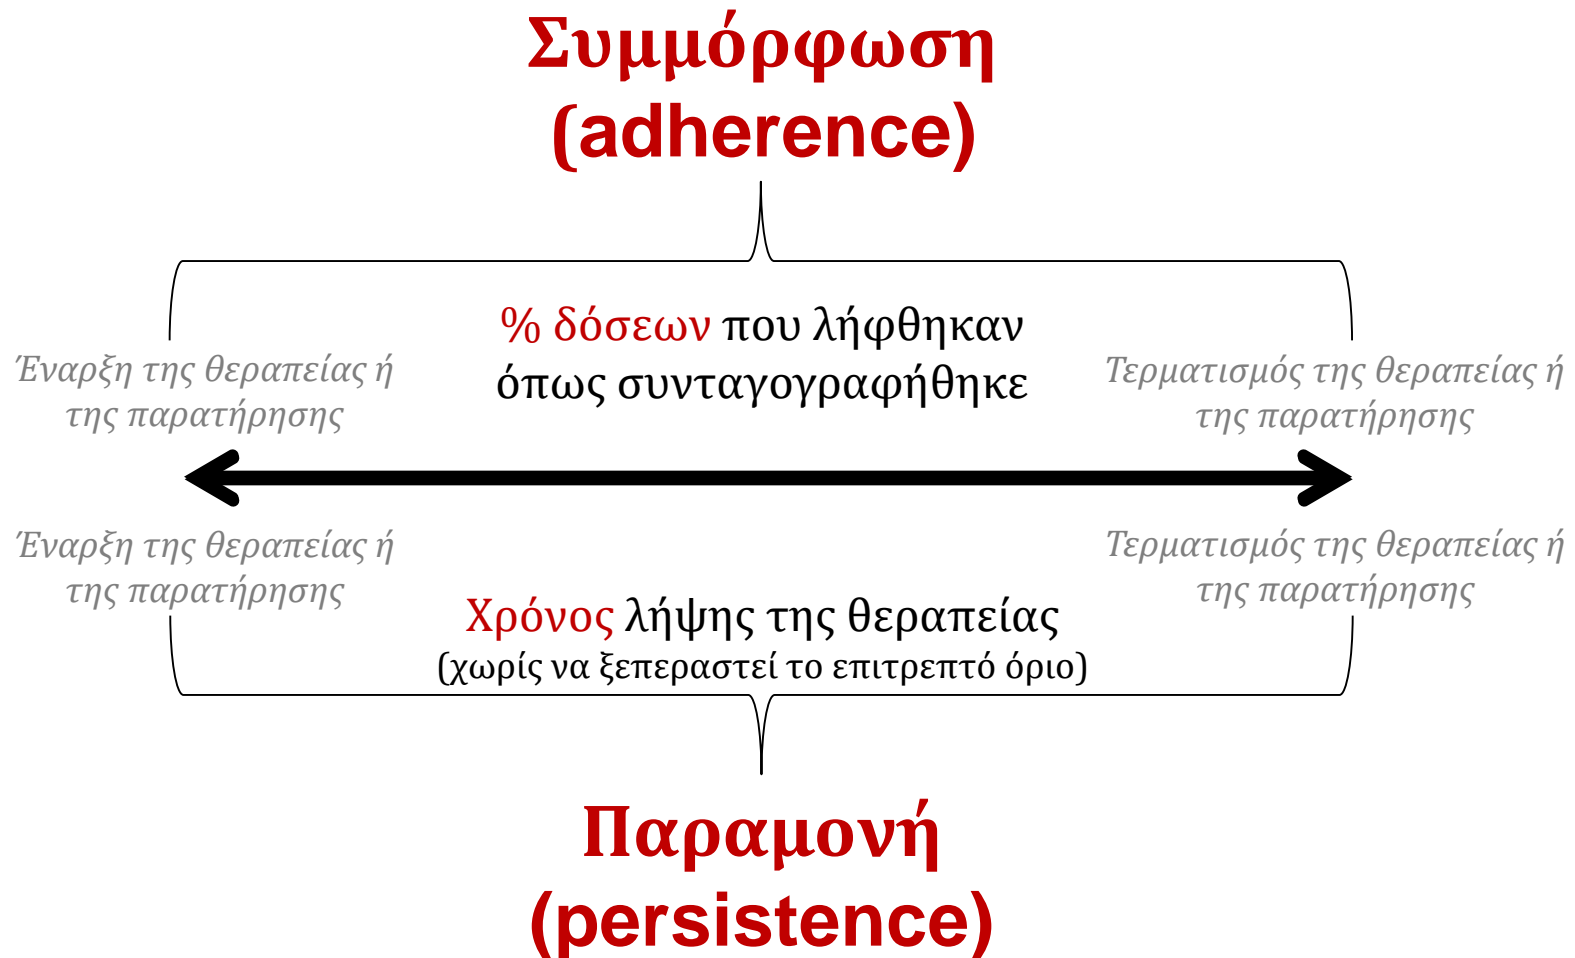 Συμμόρφωση
(adherence)
% δόσεων που λήφθηκαν
όπως συνταγογραφήθηκε
Έναρξη της θεραπείας ή
της παρατήρησης
Τερματισμός της θεραπείας ή
της παρατήρησης
Έναρξη της θεραπείας ή
της παρατήρησης
Τερματισμός της θεραπείας ή
της παρατήρησης
Χρόνος λήψης της θεραπείας
(χωρίς να ξεπεραστεί το επιτρεπτό όριο)
Παραμονή
(persistence)